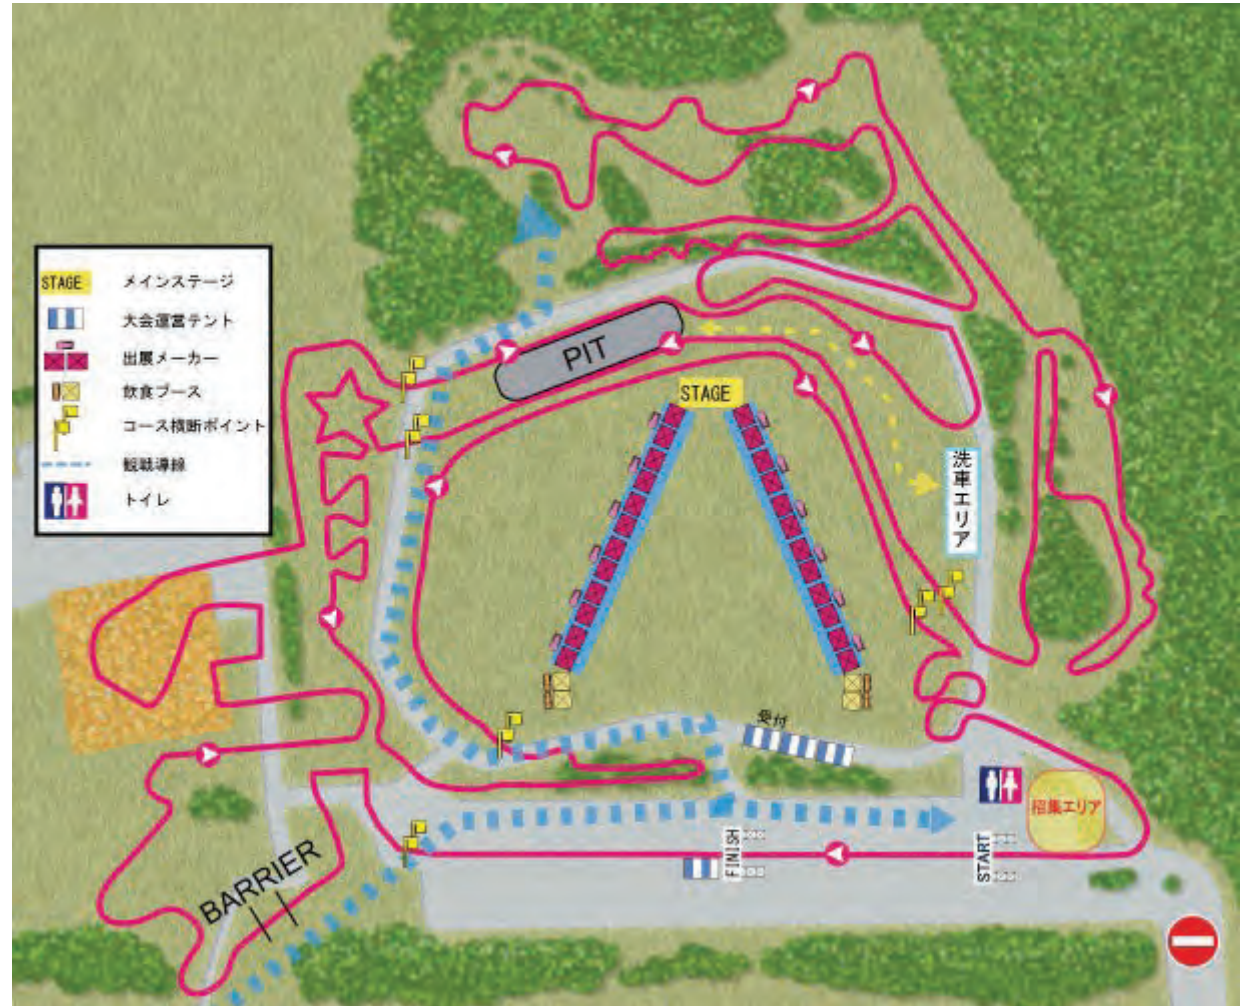 STAGE メインステージ
大会運営テント
出展メーカー
飲食ブース
コース横断ポイント
観戦導線
トイレ
PIT
STAGE
洗車エリア
受付
招集エリア
FINISH
START
BARRIER